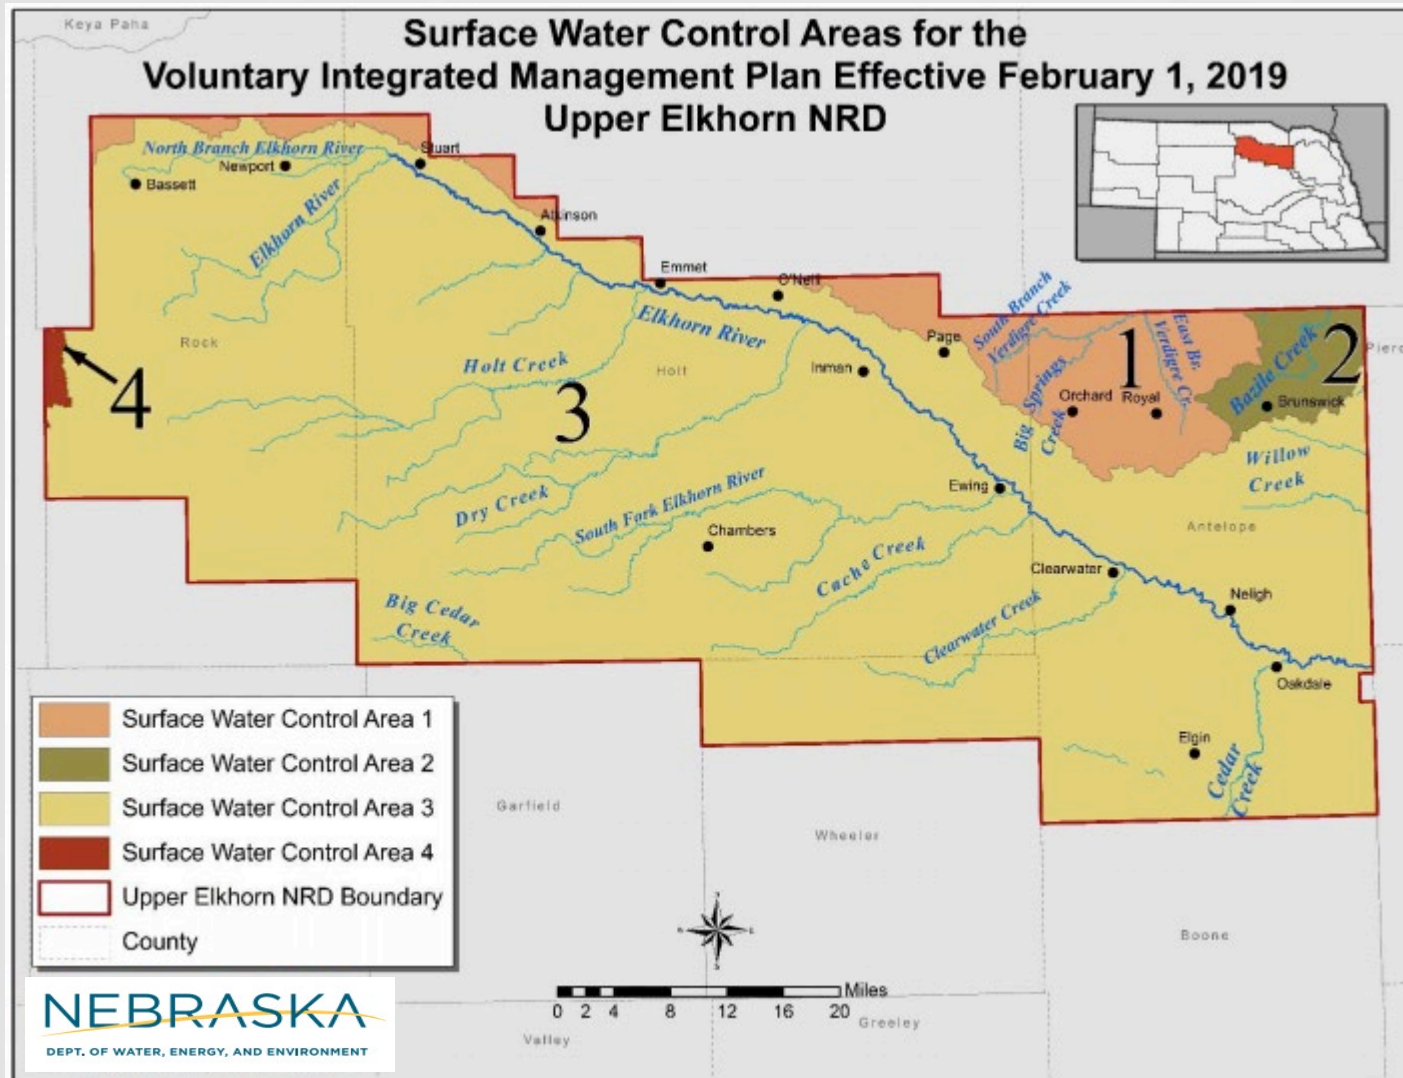 Keya Paha
Surface Water Control Areas for the
Voluntary Integrated Management Plan Effective February 1, 2019
Upper Elkhorn NRD
North Branch Elkhorn River
Stuart
Newport
Bassett
Elkhorn River
Atkinson
Emmet
O'Neill
Elkhorn River
South Branch
Verdigre Creek
East Br.
Verdigre Cr.
Page
1
Bazile Creek
2
Rock
4
Holt Creek
3
Holt
Inman
Big Springs
Creek
Orchard
Royal
Brunswick
Willow
Creek
Dry Creek
South Fork Elkhorn River
Ewing
Antelope
Chambers
Cache Creek
Clearwater
Big Cedar
Creek
Clearwater Creek
Neligh
Oakdale
Elgin
Cedar
Creek
Surface Water Control Area 1
Surface Water Control Area 2
Surface Water Control Area 3
Surface Water Control Area 4
Upper Elkhorn NRD Boundary
County
Garfield
Wheeler
Boone
Miles
0 2 4 8 12 16 20
Greeley
Valley
NEBRASKA
DEPT. OF WATER, ENERGY, AND ENVIRONMENT